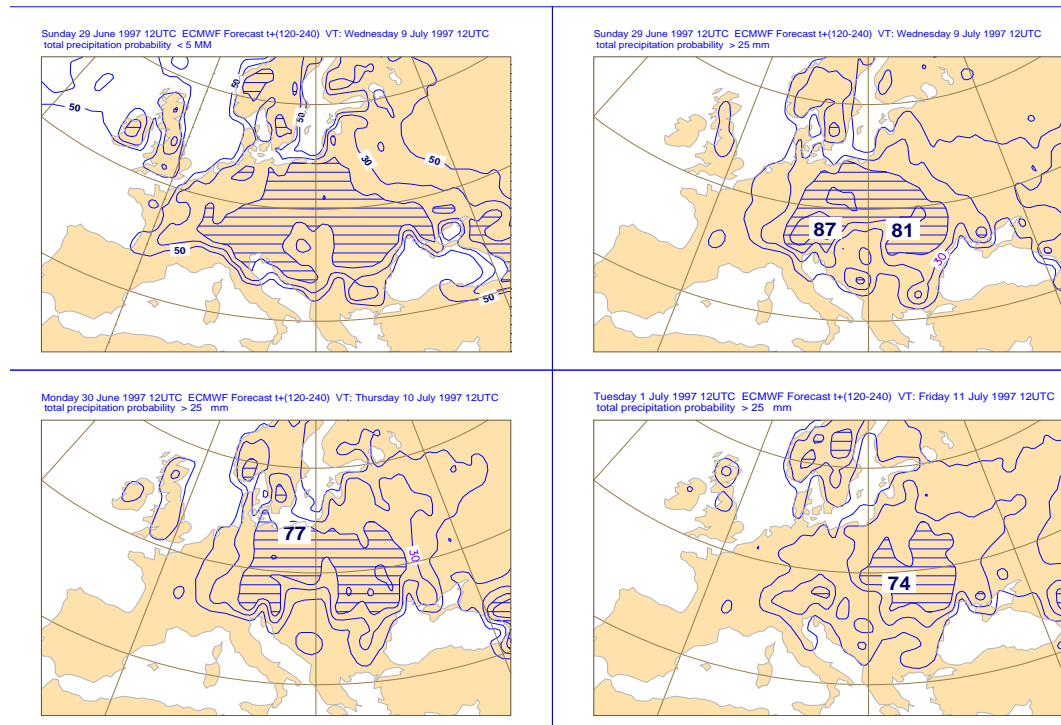 Sunday 29 June 1997 12UTC ECMWF Forecast t+(120-240) VT: Wednesday 9 July 1997 12UTC
total precipitation probability < 5 MM
50
50
50
50
30
50
50
50
50
Sunday 29 June 1997 12UTC ECMWF Forecast t+(120-240) VT: Wednesday 9 July 1997 12UTC
total precipitation probability > 25 mm
87
81
30
Monday 30 June 1997 12UTC ECMWF Forecast t+(120-240) VT: Thursday 10 July 1997 12UTC
total precipitation probability > 25 mm
77
30
Tuesday 1 July 1997 12UTC ECMWF Forecast t+(120-240) VT: Friday 11 July 1997 12UTC
total precipitation probability > 25 mm
74